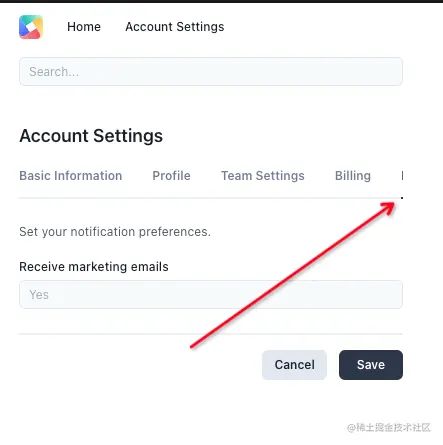 Home Account Settings
Search...
Account Settings
Basic Information Profile Team Settings Billing
Set your notification preferences.
Receive marketing emails
Yes
Cancel Save
@稀土掘金技术社区